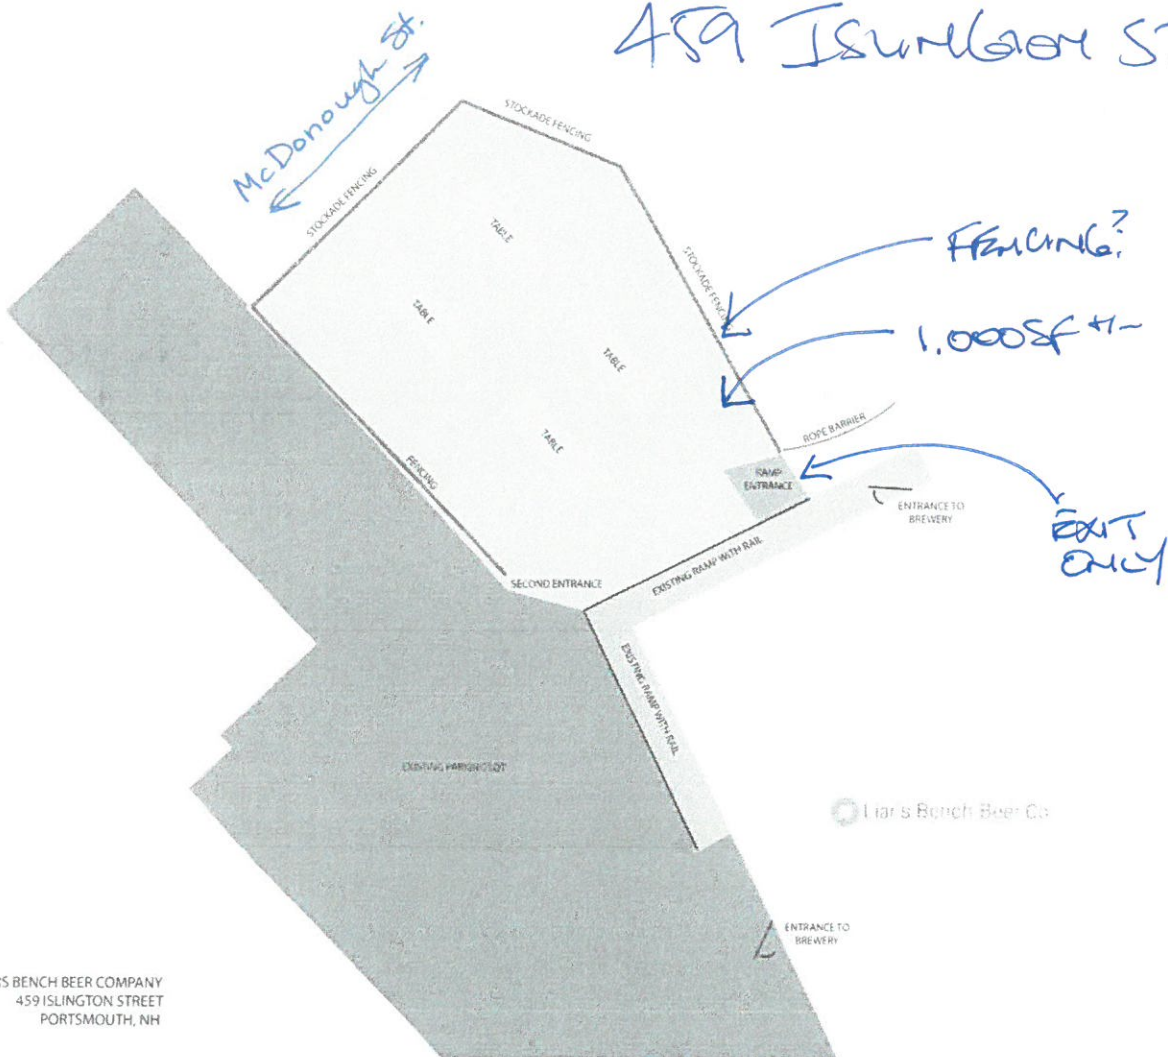 459 ISLINGTON ST
McDonough St.
STOCKADE FENCING
STOCKADE FENCING
STOCKADE FENCING
TABLE
TABLE
TABLE
TABLE
FENCING?
1,000 SF +/-
ROPE BARRIER
RAMP
ENTRANCE
ENTRANCE TO
BREWERY
EXIT
ONLY
FENCING
EXISTING RAMP WITH RAIL
SECOND ENTRANCE
EXISTING RAMP WITH RAIL
EXISTING PARKING LOT
Liar's Bench Beer Co.
ENTRANCE TO
BREWERY
S BENCH BEER COMPANY
459 ISLINGTON STREET
PORTSMOUTH, NH